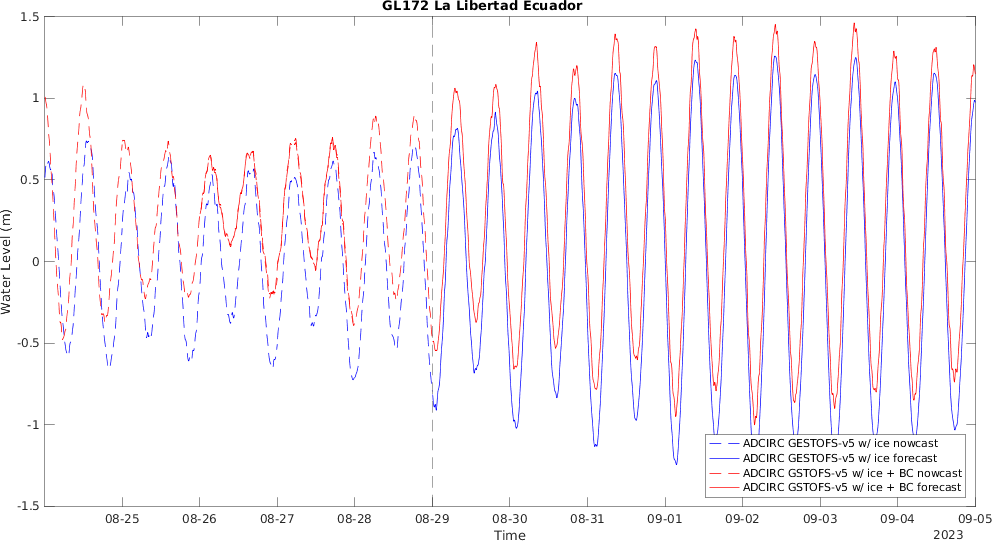 GL172 La Libertad Ecuador
1.5
1
0.5
0
-0.5
-1
-1.5
Water Level (m)
08-25 08-26 08-27 08-28 08-29 08-30 08-31 09-01 09-02 09-03 09-04 09-05
Time
2023
ADCIRC GESTOFS-v5 w/ ice nowcast
ADCIRC GESTOFS-v5 w/ ice forecast
ADCIRC GSTOFS-v5 w/ ice + BC nowcast
ADCIRC GSTOFS-v5 w/ ice + BC forecast